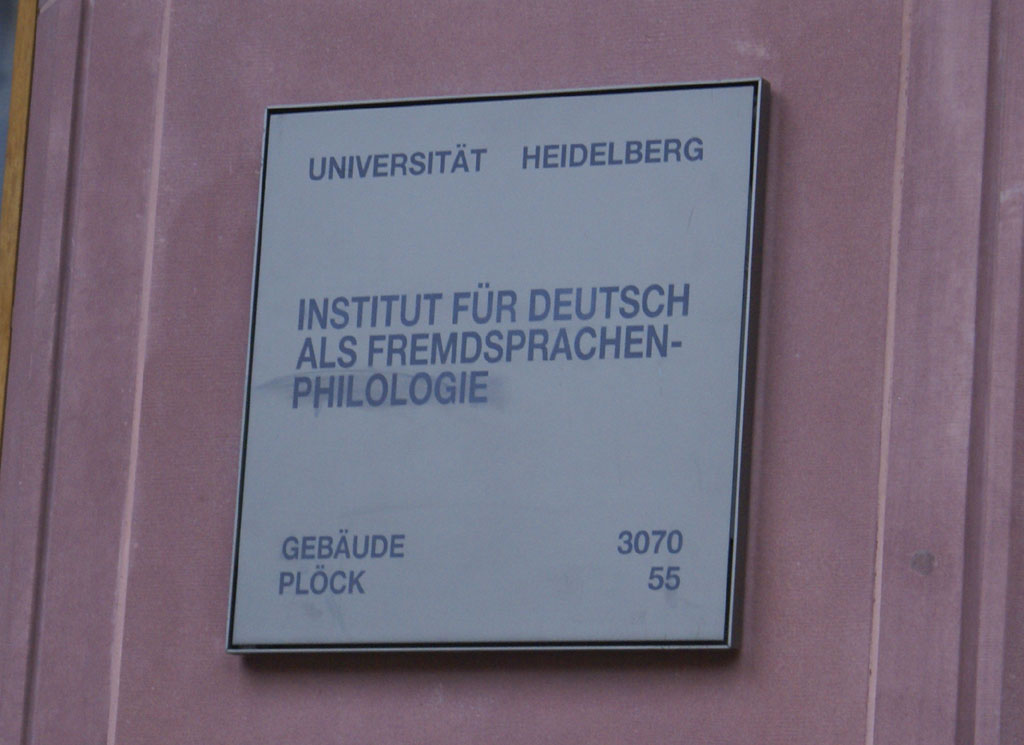 UNIVERSITÄT HEIDELBERG
INSTITUT FÜR DEUTSCH
ALS FREMDSPRACHEN-
PHILOLOGIE
GEBÄUDE 3070
PLÖCK 55